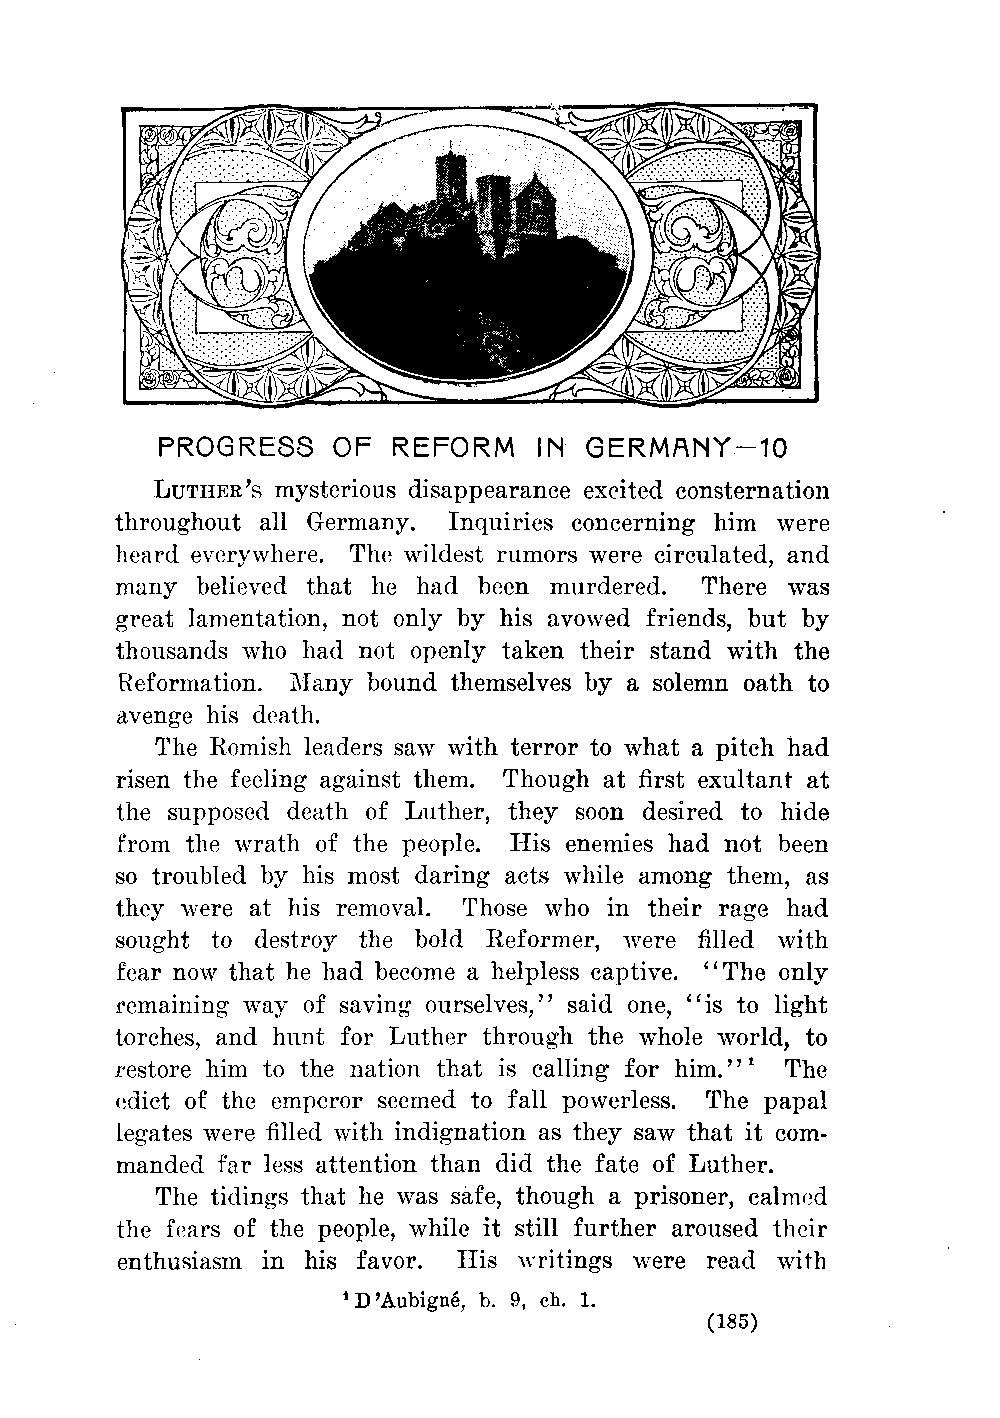 PROGRESS OF REFORM IN GERMANY—10
LUTHER'S mysterious disappearance excited consternation
throughout all Germany. Inquiries concerning him were
heard everywhere. The wildest rumors were circulated, and
many believed that he had been murdered. There was
great lamentation, not only by his avowed friends, but by
thousands who had not openly taken their stand with the
Reformation. Many bound themselves by a solemn oath to
avenge his death.
The Romish leaders saw with terror to what a pitch had
risen the feeling against them. Though at first exultant at
the supposed death of Luther, they soon desired to hide
from the wrath of the people. His enemies had not been
so troubled by his most daring acts while among them, as
they were at his removal. Those who in their rage had
sought to destroy the bold Reformer, were filled with
fear now that he had become a helpless captive. "The only
remaining way of saving ourselves," said one, "is to light
torches, and hunt for Luther through the whole world, to
restore him to the nation that is calling for him."¹ The
edict of the emperor seemed to fall powerless. The papal
legates were filled with indignation as they saw that it com-
manded far less attention than did the fate of Luther.
The tidings that he was safe, though a prisoner, calmed
the fears of the people, while it still further aroused their
enthusiasm in his favor. His writings were read with
¹ D'Aubigné, b. 9, ch. 1.
(185)